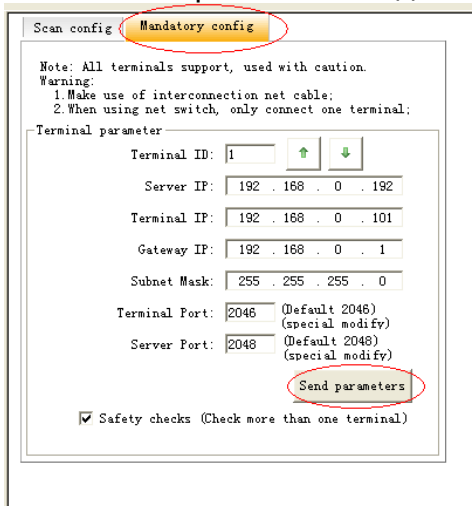 Scan config Mandatory config
Note: All terminals support, used with caution.
Warning:
1.Make use of interconnection net cable;
2.When using net switch, only connect one terminal;
Terminal parameter
Terminal ID: 1
Server IP: 192 . 168 . 0 . 192
Terminal IP: 192 . 168 . 0 . 101
Gateway IP: 192 . 168 . 0 . 1
Subnet Mask: 255 . 255 . 255 . 0
Terminal Port: 2046 (Default 2046)
(special modify)
Server Port: 2048 (Default 2048)
(special modify)
Send parameters
Safety checks (Check more than one terminal)